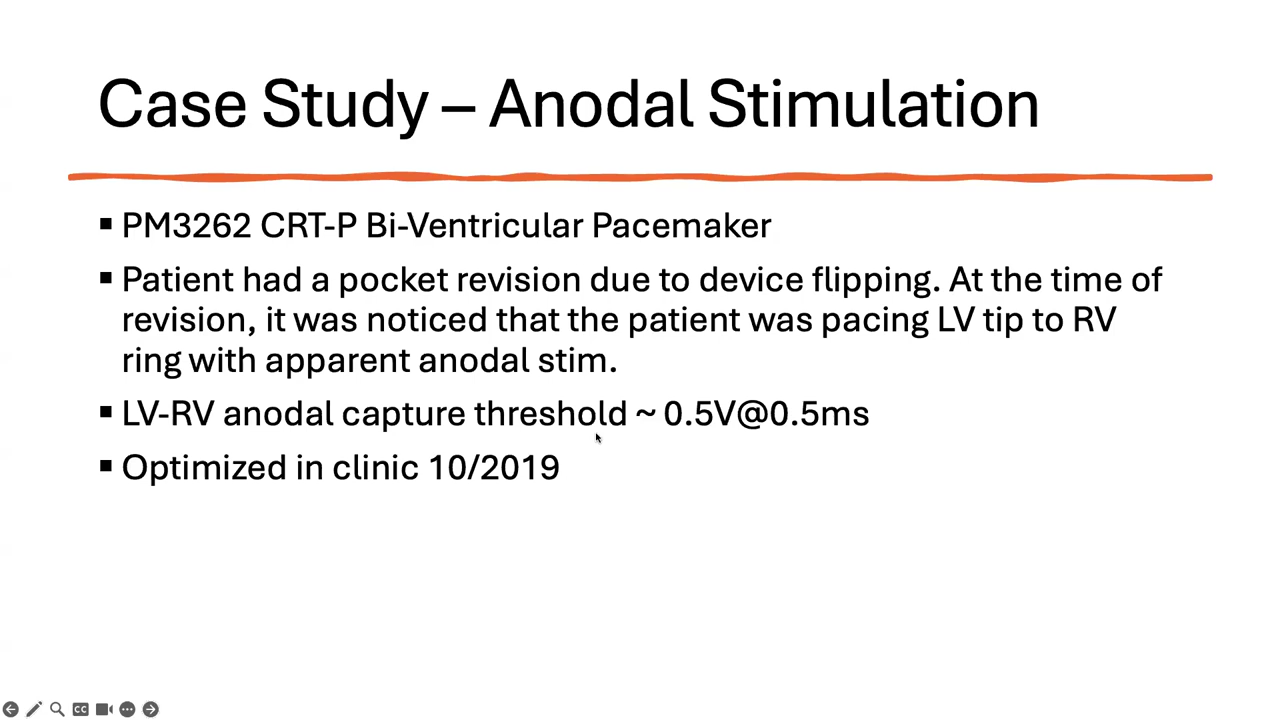 Case Study – Anodal Stimulation
▪ PM3262 CRT-P Bi-Ventricular Pacemaker
▪ Patient had a pocket revision due to device flipping. At the time of
revision, it was noticed that the patient was pacing LV tip to RV
ring with apparent anodal stim.
▪ LV-RV anodal capture threshold ~ 0.5V@0.5ms
▪ Optimized in clinic 10/2019
CC